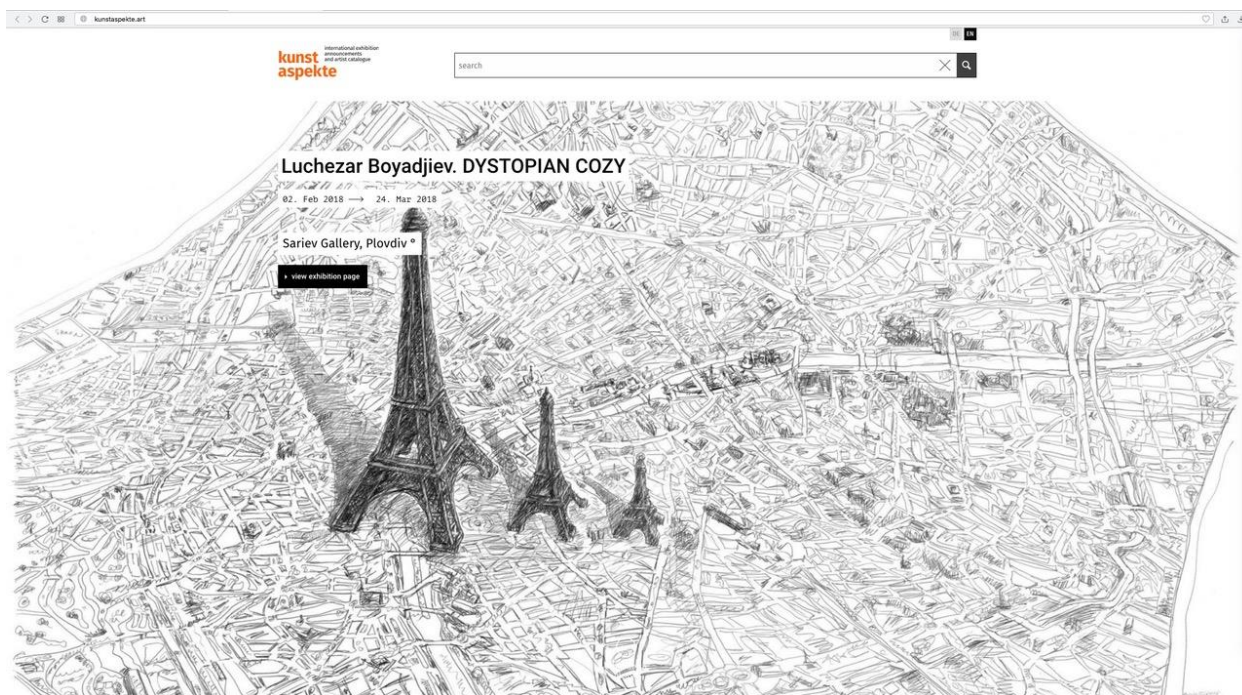 kunstaspekte.art
DE EN
kunst
aspekte
international exhibition
announcements
and artist catalogue
search
Luchezar Boyadjiev. DYSTOPIAN COZY
02. Feb 2018 → 24. Mar 2018
Sariev Gallery, Plovdiv °
view exhibition page